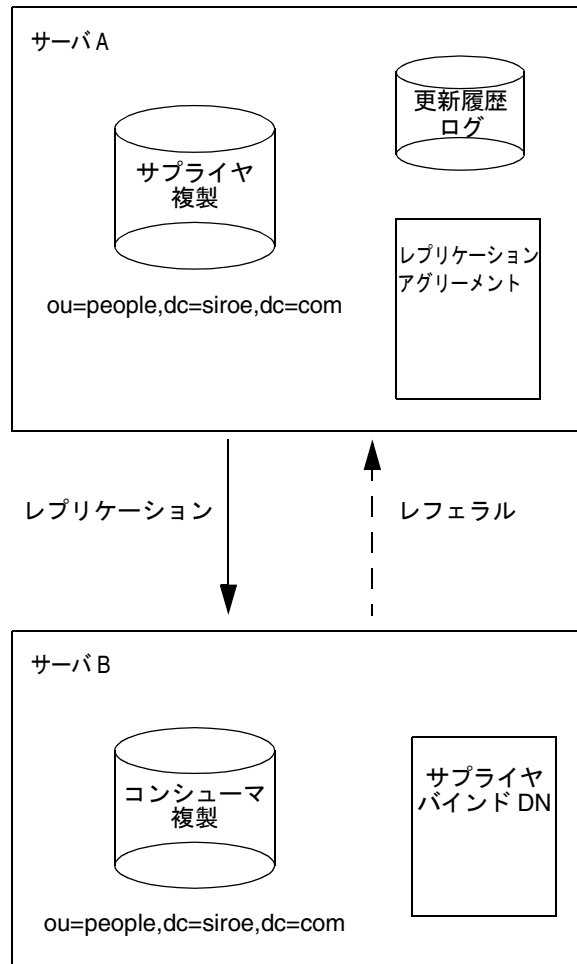 サーバ A
更新履歴
ログ
サプライヤ
複製
レプリケーション
アグリーメント
ou=people,dc=siroe,dc=com
レプリケーション
レフェラル
サーバ B
コンシューマ
複製
サプライヤ
バインド DN
ou=people,dc=siroe,dc=com